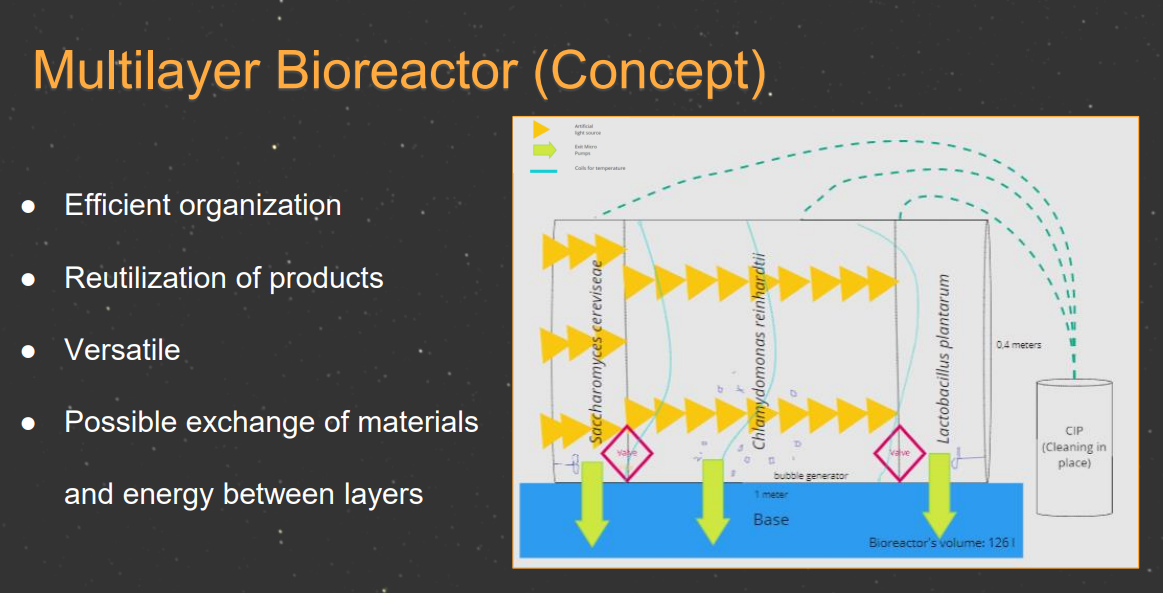 Multilayer Bioreactor (Concept)
Efficient organization
Reutilization of products
Versatile
Possible exchange of materials
and energy between layers
Artificial
light source
Exit Micro
Pumps
Coils for temperature
Saccharomyces cereviseae
Chlamydomonas reinhardtii
Lactobacillus plantarum
0,4 meters
Valve
Valve
bubble generator
1 meter
Base
Bioreactor's volume: 126 l
CIP
(Cleaning in
place)